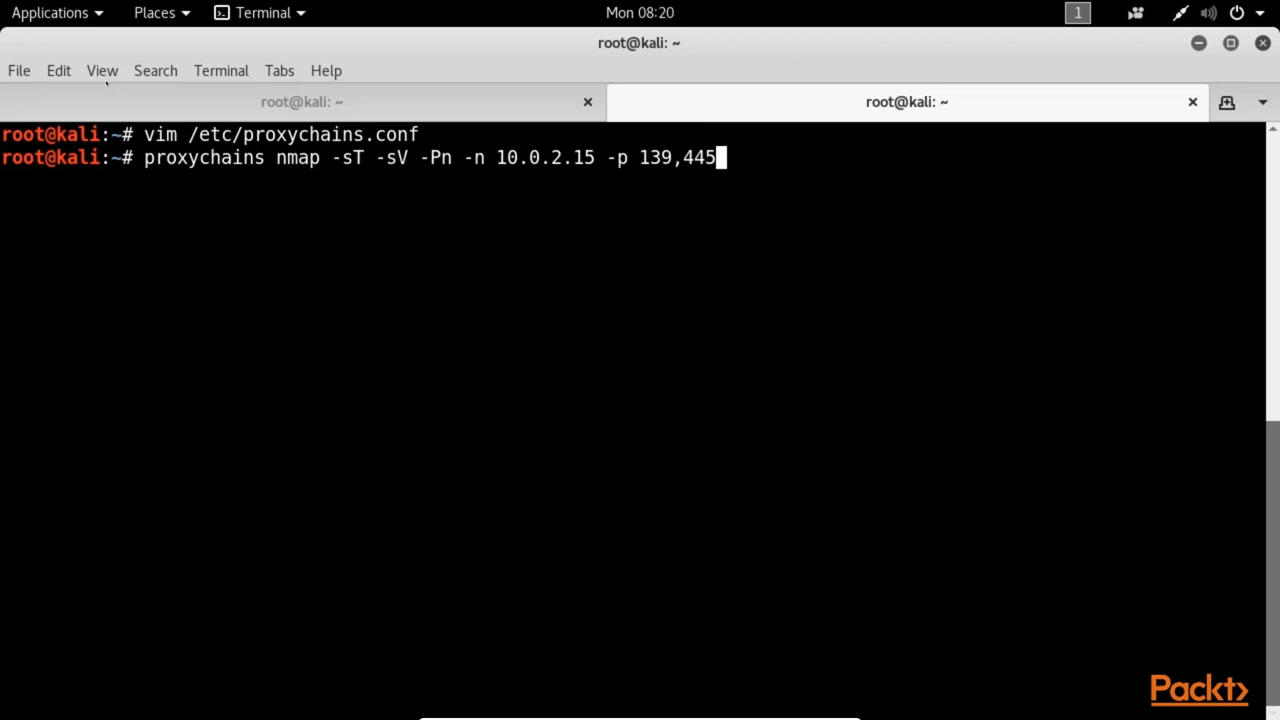 Applications Places Terminal Mon 08:20 1
root@kali: ~
File Edit View Search Terminal Tabs Help
root@kali: ~ root@kali: ~
root@kali:~# vim /etc/proxychains.conf
root@kali:~# proxychains nmap -sT -sV -Pn -n 10.0.2.15 -p 139,445
Packt>